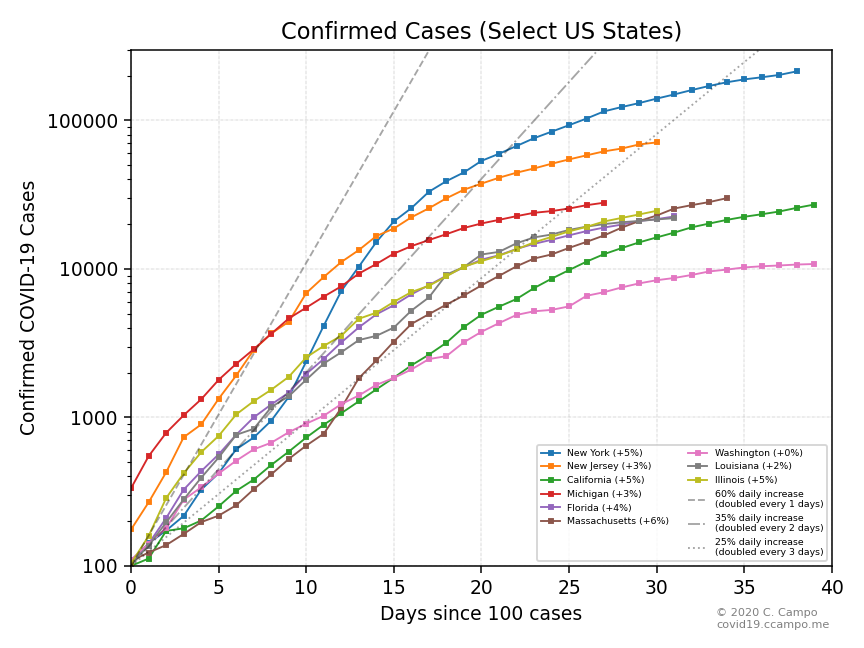 Confirmed Cases (Select US States)
Confirmed COVID-19 Cases
100000
10000
1000
100
0 5 10 15 20 25 30 35 40
Days since 100 cases
New York (+5%)
New Jersey (+3%)
California (+5%)
Michigan (+3%)
Florida (+4%)
Massachusetts (+6%)
Washington (+0%)
Louisiana (+2%)
Illinois (+5%)
60% daily increase
(doubled every 1 days)
35% daily increase
(doubled every 2 days)
25% daily increase
(doubled every 3 days)
© 2020 C. Campo
covid19.ccampo.me